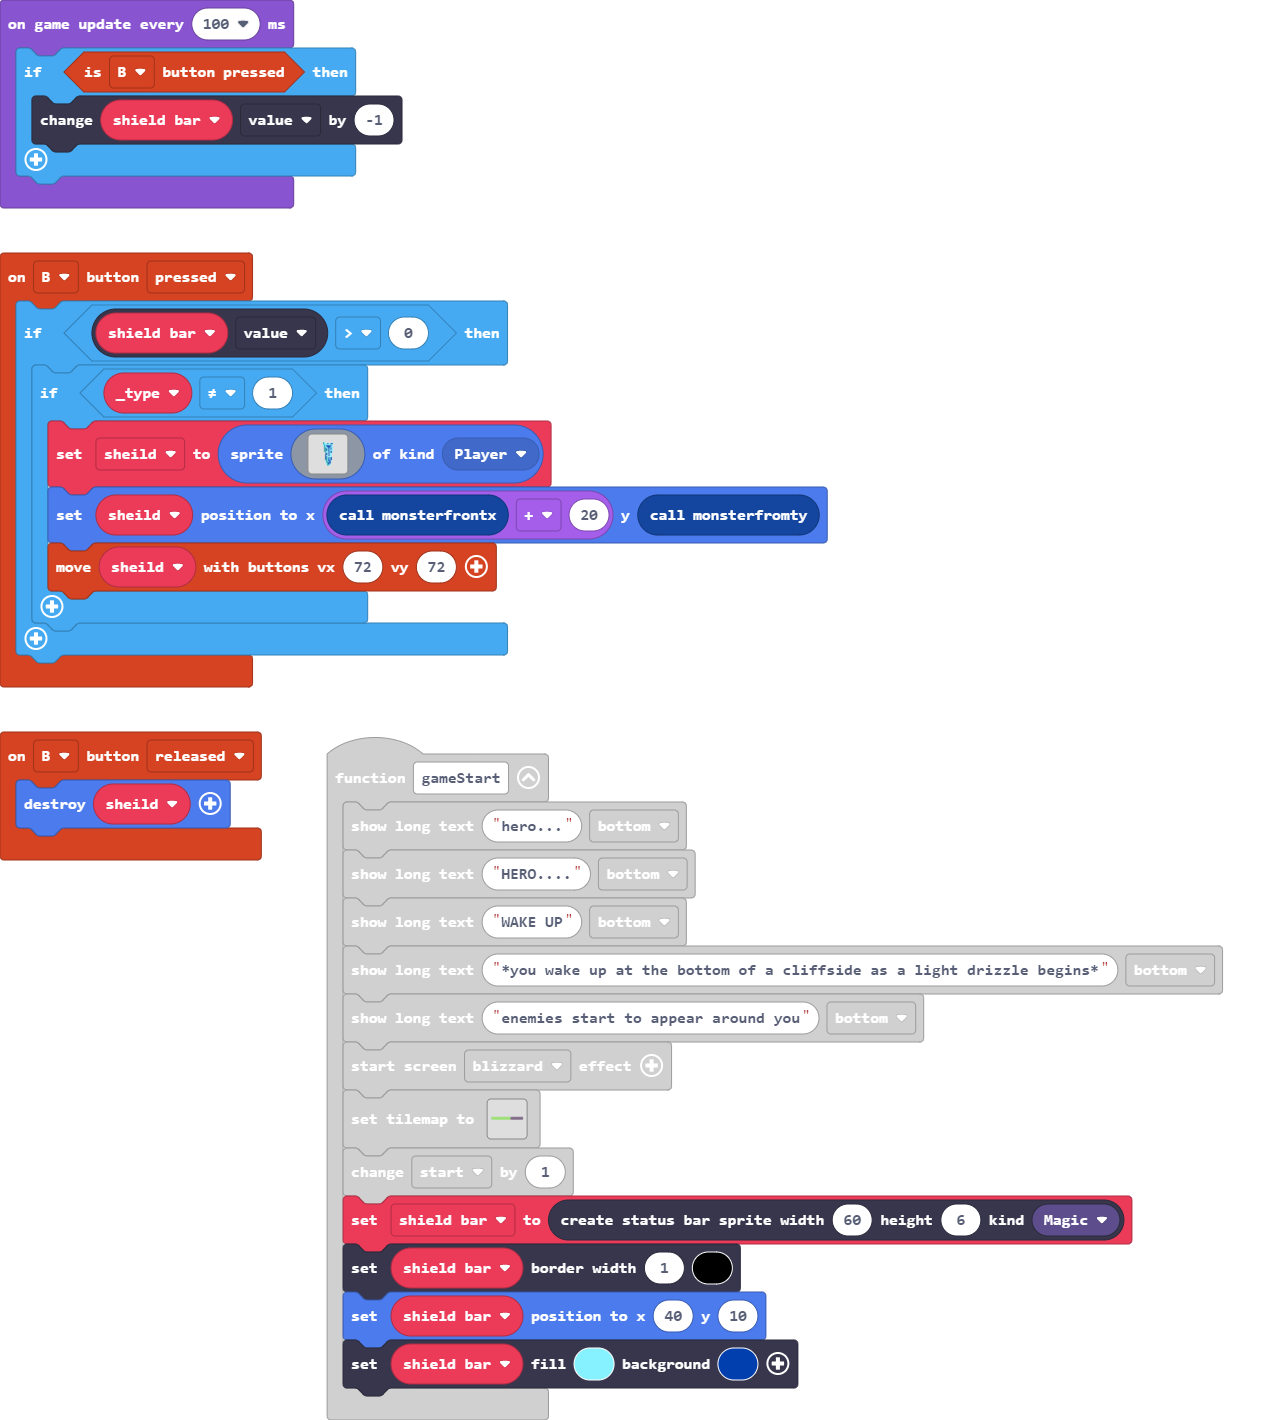 on game update every 100 ms
if is B button pressed then
change shield bar value by -1
on B button pressed
if shield bar value > 0 then
if _type ≠ 1 then
set sheild to sprite of kind Player
set sheild position to x call monsterfrontx + 20 y call monsterfromty
move sheild with buttons vx 72 vy 72
on B button released
destroy sheild
function gameStart
show long text "hero..." bottom
show long text "HERO...." bottom
show long text "WAKE UP" bottom
show long text "*you wake up at the bottom of a cliffside as a light drizzle begins*" bottom
show long text "enemies start to appear around you" bottom
start screen blizzard effect
set tilemap to
change start by 1
set shield bar to create status bar sprite width 60 height 6 kind Magic
set shield bar border width 1
set shield bar position to x 40 y 10
set shield bar fill background